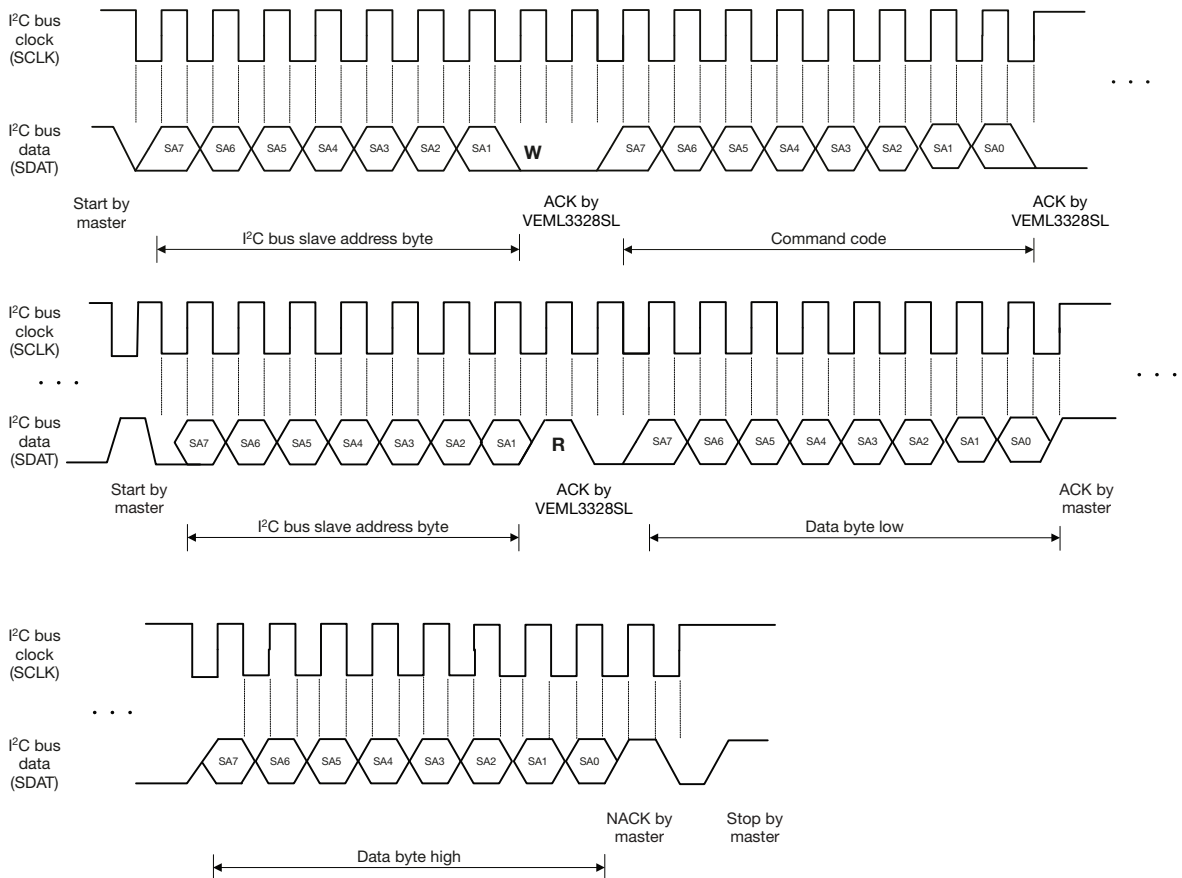 I²C bus
clock
(SCLK)
. . .
I²C bus
data
(SDAT)
SA7 SA6 SA5 SA4 SA3 SA2 SA1 W SA7 SA6 SA5 SA4 SA3 SA2 SA1 SA0
Start by
master
ACK by
VEML3328SL
ACK by
VEML3328SL
I²C bus slave address byte
Command code
I²C bus
clock
(SCLK)
. . .
. . .
I²C bus
data
(SDAT)
SA7 SA6 SA5 SA4 SA3 SA2 SA1 R SA7 SA6 SA5 SA4 SA3 SA2 SA1 SA0
Start by
master
ACK by
VEML3328SL
ACK by
master
I²C bus slave address byte
Data byte low
I²C bus
clock
(SCLK)
. . .
I²C bus
data
(SDAT)
SA7 SA6 SA5 SA4 SA3 SA2 SA1 SA0
NACK by
master
Stop by
master
Data byte high